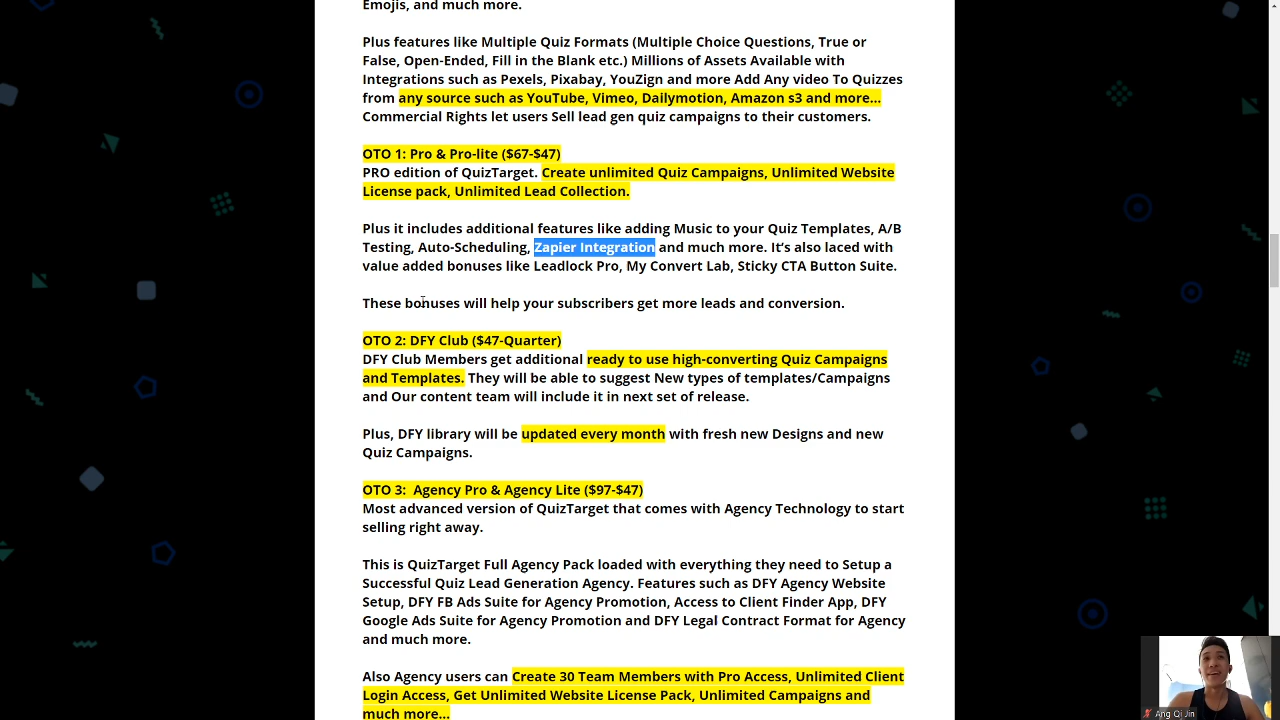 Emojis, and much more.
Plus features like Multiple Quiz Formats (Multiple Choice Questions, True or
False, Open-Ended, Fill in the Blank etc.) Millions of Assets Available with
Integrations such as Pexels, Pixabay, YouZign and more Add Any video To Quizzes
from any source such as YouTube, Vimeo, Dailymotion, Amazon s3 and more...
Commercial Rights let users Sell lead gen quiz campaigns to their customers.
OTO 1: Pro & Pro-lite ($67-$47)
PRO edition of QuizTarget. Create unlimited Quiz Campaigns, Unlimited Website
License pack, Unlimited Lead Collection.
Plus it includes additional features like adding Music to your Quiz Templates, A/B
Testing, Auto-Scheduling, Zapier Integration and much more. It’s also laced with
value added bonuses like Leadlock Pro, My Convert Lab, Sticky CTA Button Suite.
These bonuses will help your subscribers get more leads and conversion.
OTO 2: DFY Club ($47-Quarter)
DFY Club Members get additional ready to use high-converting Quiz Campaigns
and Templates. They will be able to suggest New types of templates/Campaigns
and Our content team will include it in next set of release.
Plus, DFY library will be updated every month with fresh new Designs and new
Quiz Campaigns.
OTO 3:  Agency Pro & Agency Lite ($97-$47)
Most advanced version of QuizTarget that comes with Agency Technology to start
selling right away.
This is QuizTarget Full Agency Pack loaded with everything they need to Setup a
Successful Quiz Lead Generation Agency. Features such as DFY Agency Website
Setup, DFY FB Ads Suite for Agency Promotion, Access to Client Finder App, DFY
Google Ads Suite for Agency Promotion and DFY Legal Contract Format for Agency
and much more.
Also Agency users can Create 30 Team Members with Pro Access, Unlimited Client
Login Access, Get Unlimited Website License Pack, Unlimited Campaigns and
much more...
Ang Qi Jin